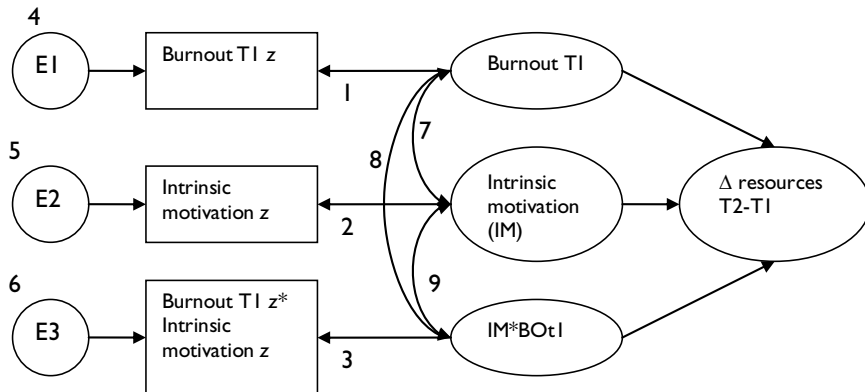 4
E1
Burnout T1 z
1
Burnout T1
7
8
5
E2
Intrinsic
motivation z
2
Intrinsic
motivation
(IM)
Δ resources
T2-T1
9
6
E3
Burnout T1 z*
Intrinsic
motivation z
3
IM*BOt1